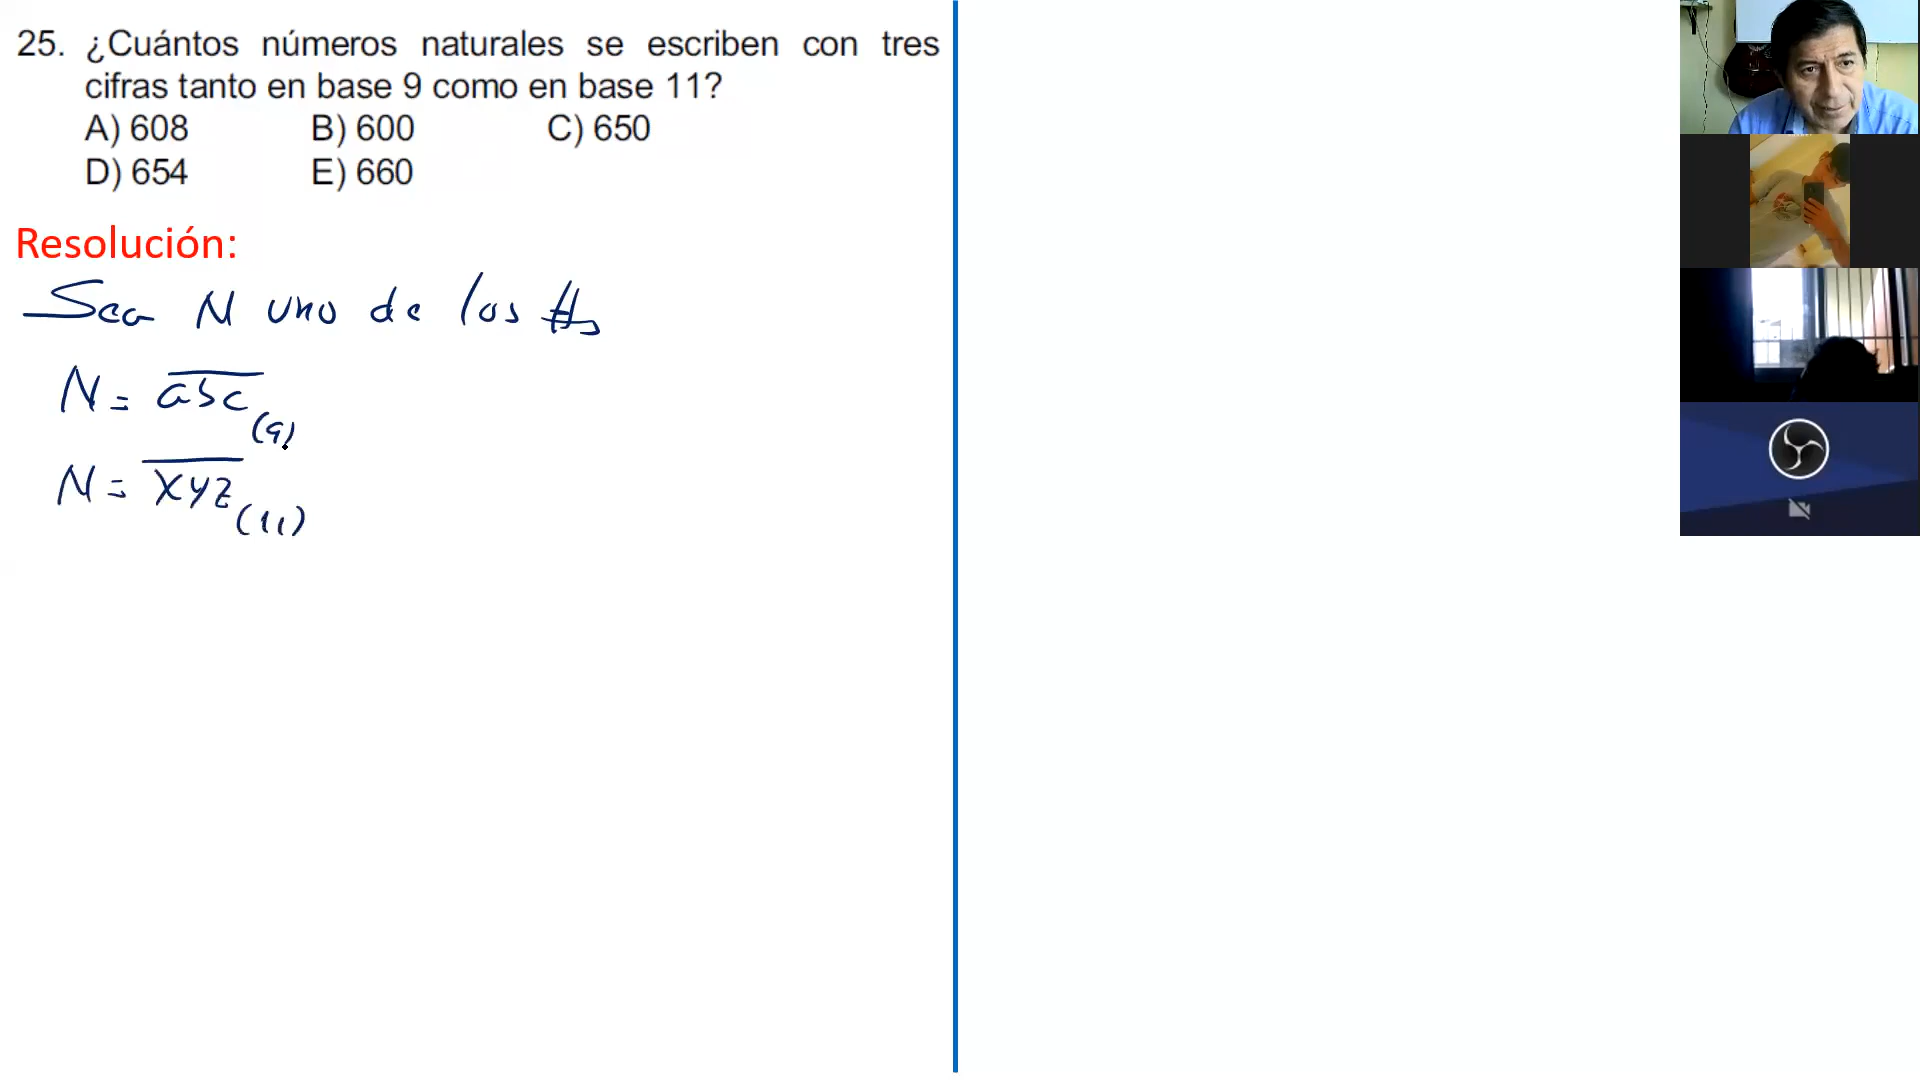 25. ¿Cuántos números naturales se escriben con tres
cifras tanto en base 9 como en base 11?
A) 608 B) 600 C) 650
D) 654 E) 660
Resolución:
Sea N uno de los #s
N = abc (9)
N = xyz (11)